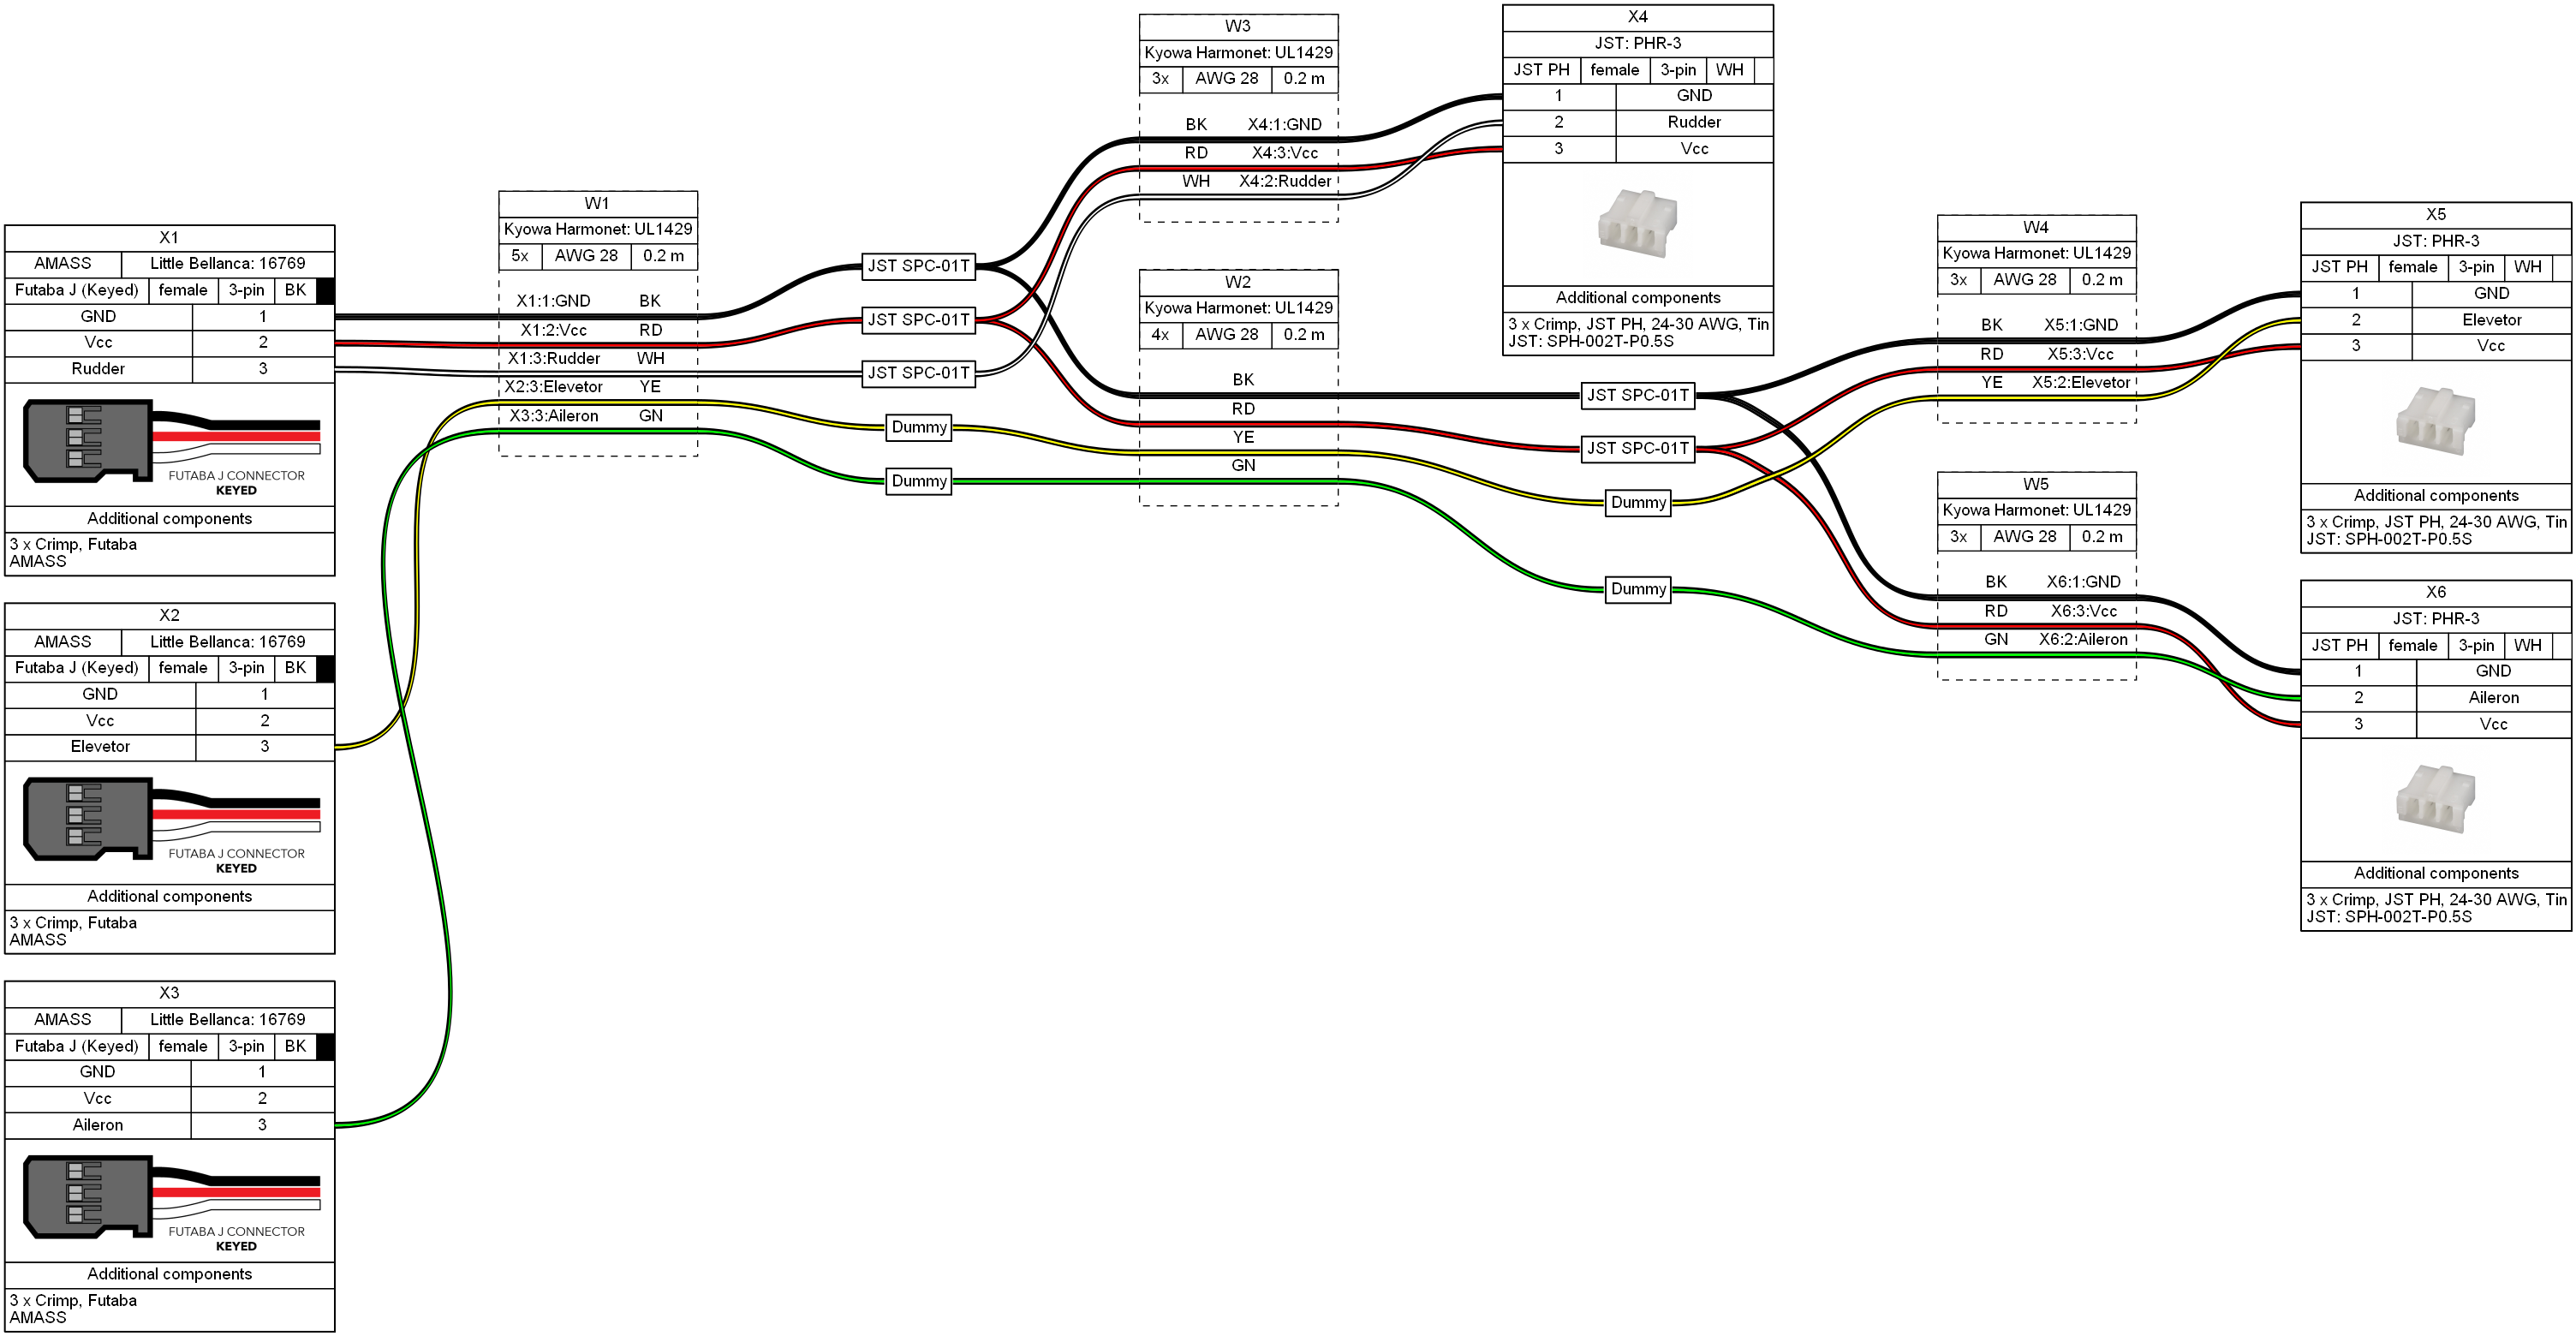 X1
AMASS Little Bellanca: 16769
Futaba J (Keyed) female 3-pin BK
GND 1
Vcc 2
Rudder 3
FUTABA J CONNECTOR
KEYED
Additional components
3 x Crimp, Futaba
AMASS
X2
AMASS Little Bellanca: 16769
Futaba J (Keyed) female 3-pin BK
GND 1
Vcc 2
Elevetor 3
FUTABA J CONNECTOR
KEYED
Additional components
3 x Crimp, Futaba
AMASS
X3
AMASS Little Bellanca: 16769
Futaba J (Keyed) female 3-pin BK
GND 1
Vcc 2
Aileron 3
FUTABA J CONNECTOR
KEYED
Additional components
3 x Crimp, Futaba
AMASS
W1
Kyowa Harmonet: UL1429
5x AWG 28 0.2 m
X1:1:GND BK
X1:2:Vcc RD
X1:3:Rudder WH
X2:3:Elevetor YE
X3:3:Aileron GN
JST SPC-01T
JST SPC-01T
JST SPC-01T
Dummy
Dummy
W3
Kyowa Harmonet: UL1429
3x AWG 28 0.2 m
BK X4:1:GND
RD X4:3:Vcc
WH X4:2:Rudder
W2
Kyowa Harmonet: UL1429
4x AWG 28 0.2 m
BK
RD
YE
GN
X4
JST: PHR-3
JST PH female 3-pin WH
1 GND
2 Rudder
3 Vcc
Additional components
3 x Crimp, JST PH, 24-30 AWG, Tin
JST: SPH-002T-P0.5S
JST SPC-01T
JST SPC-01T
Dummy
Dummy
W4
Kyowa Harmonet: UL1429
3x AWG 28 0.2 m
BK X5:1:GND
RD X5:3:Vcc
YE X5:2:Elevetor
W5
Kyowa Harmonet: UL1429
3x AWG 28 0.2 m
BK X6:1:GND
RD X6:3:Vcc
GN X6:2:Aileron
X5
JST: PHR-3
JST PH female 3-pin WH
1 GND
2 Elevetor
3 Vcc
Additional components
3 x Crimp, JST PH, 24-30 AWG, Tin
JST: SPH-002T-P0.5S
X6
JST: PHR-3
JST PH female 3-pin WH
1 GND
2 Aileron
3 Vcc
Additional components
3 x Crimp, JST PH, 24-30 AWG, Tin
JST: SPH-002T-P0.5S